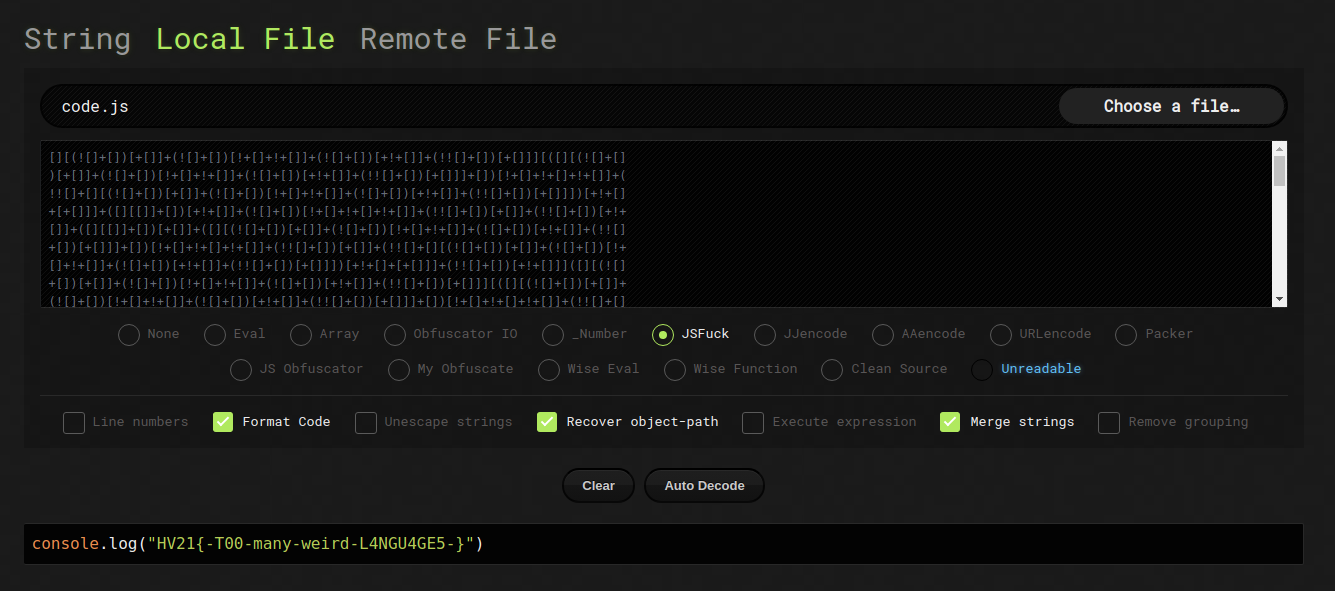 String Local File Remote File
code.js Choose a file…
[][(![]+[])[+[]]+(![]+[])[!+[]+!+[]]+(![]+[])[+!+[]]+(!![]+[])[+[]]][([][(![]+[]
)[+[]]+(![]+[])[!+[]+!+[]]+(![]+[])[+!+[]]+(!![]+[])[+[]]]+[])[!+[]+!+[]+!+[]]+(
!![]+[][(![]+[])[+[]]+(![]+[])[!+[]+!+[]]+(![]+[])[+!+[]]+(!![]+[])[+[]]])[+!+[]
+[+[]]]+([][[]]+[])[+!+[]]+(![]+[])[!+[]+!+[]+!+[]]+(!![]+[])[+[]]+(!![]+[])[+!+
[]]+([][[]]+[])[+[]]+([][(![]+[])[+[]]+(![]+[])[!+[]+!+[]]+(![]+[])[+!+[]]+(!![]
+[])[+[]]]+[])[!+[]+!+[]+!+[]]+(!![]+[])[+[]]+(!![]+[][(![]+[])[+[]]+(![]+[])[!+
[]+!+[]]+(![]+[])[+!+[]]+(!![]+[])[+[]]])[+!+[]+[+[]]]+(!![]+[])[+!+[]]]([][(![]
+[])[+[]]+(![]+[])[!+[]+!+[]]+(![]+[])[+!+[]]+(!![]+[])[+[]]][([][(![]+[])[+[]]+
(![]+[])[!+[]+!+[]]+(![]+[])[+!+[]]+(!![]+[])[+[]]]+[])[!+[]+!+[]+!+[]]+(!![]+[]
None Eval Array Obfuscator IO _Number JSFuck JJencode AAencode URLencode Packer
JS Obfuscator My Obfuscate Wise Eval Wise Function Clean Source Unreadable
Line numbers Format Code Unescape strings Recover object-path Execute expression Merge strings Remove grouping
Clear Auto Decode
console.log("HV21{-T00-many-weird-L4NGU4GE5-}")